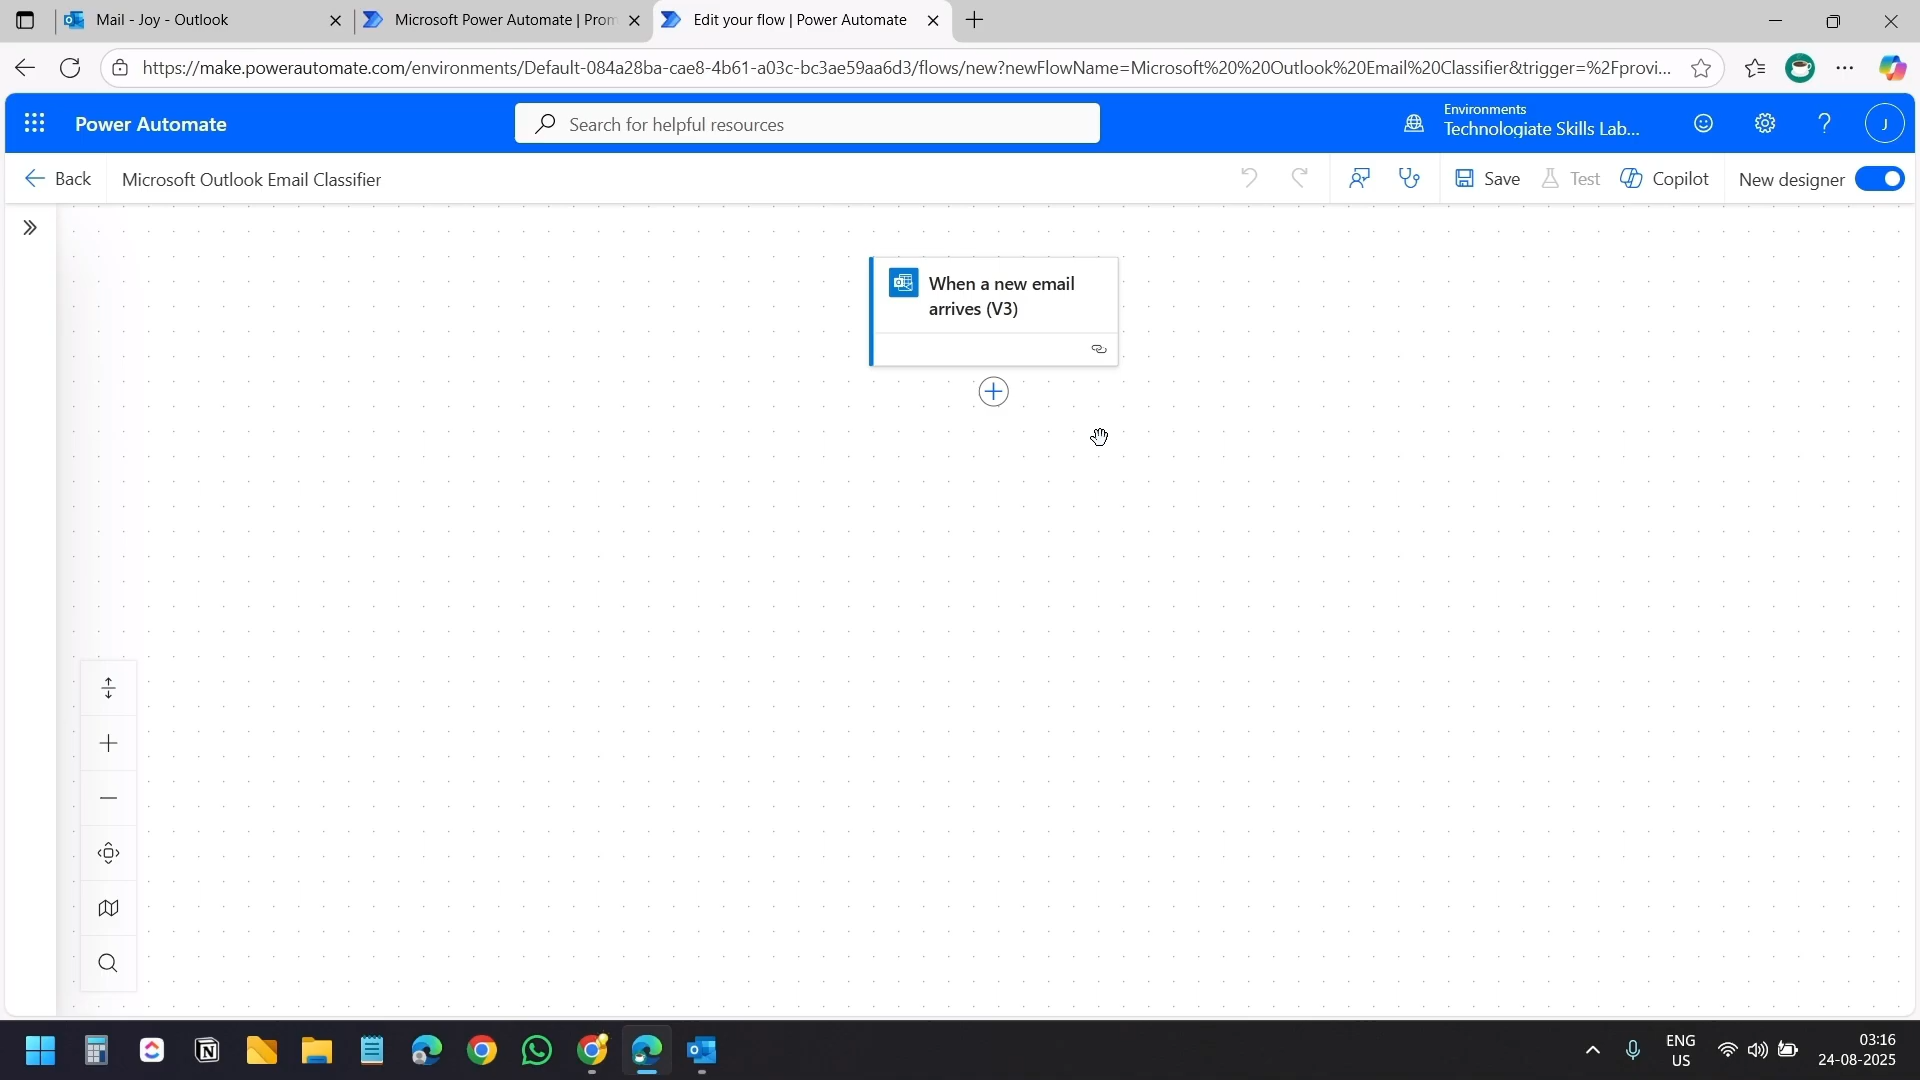 Mail - Joy - Outlook
Microsoft Power Automate | Prom
Edit your flow | Power Automate
https://make.powerautomate.com/environments/Default-084a28ba-cae8-4b61-a03c-bc3ae59aa6d3/flows/new?newFlowName=Microsoft%20%20Outlook%20Email%20Classifier&trigger=%2Fprovi...
Power Automate
Search for helpful resources
Environments
Technologiate Skills Lab...
J
Back
Microsoft Outlook Email Classifier
Save
Test
Copilot
New designer
When a new email
arrives (V3)
ENG
US
03:16
24-08-2025